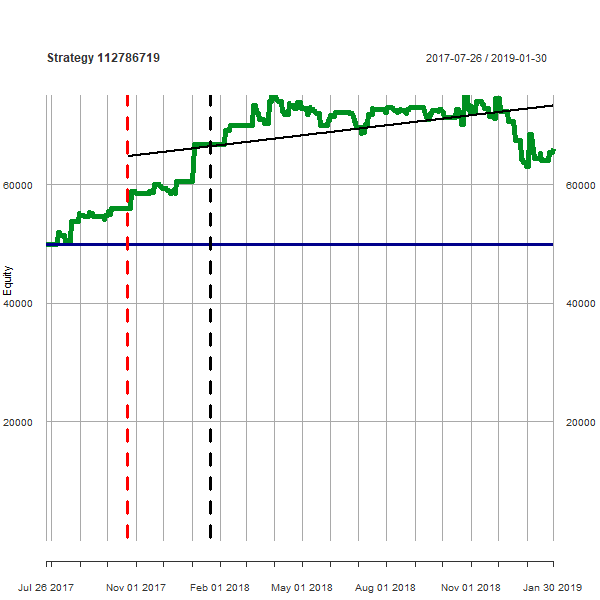 Strategy 112786719
2017-07-26 / 2019-01-30
60000
60000
Equity
40000
40000
20000
20000
Jul 26 2017
Nov 01 2017
Feb 01 2018
May 01 2018
Aug 01 2018
Nov 01 2018
Jan 30 2019